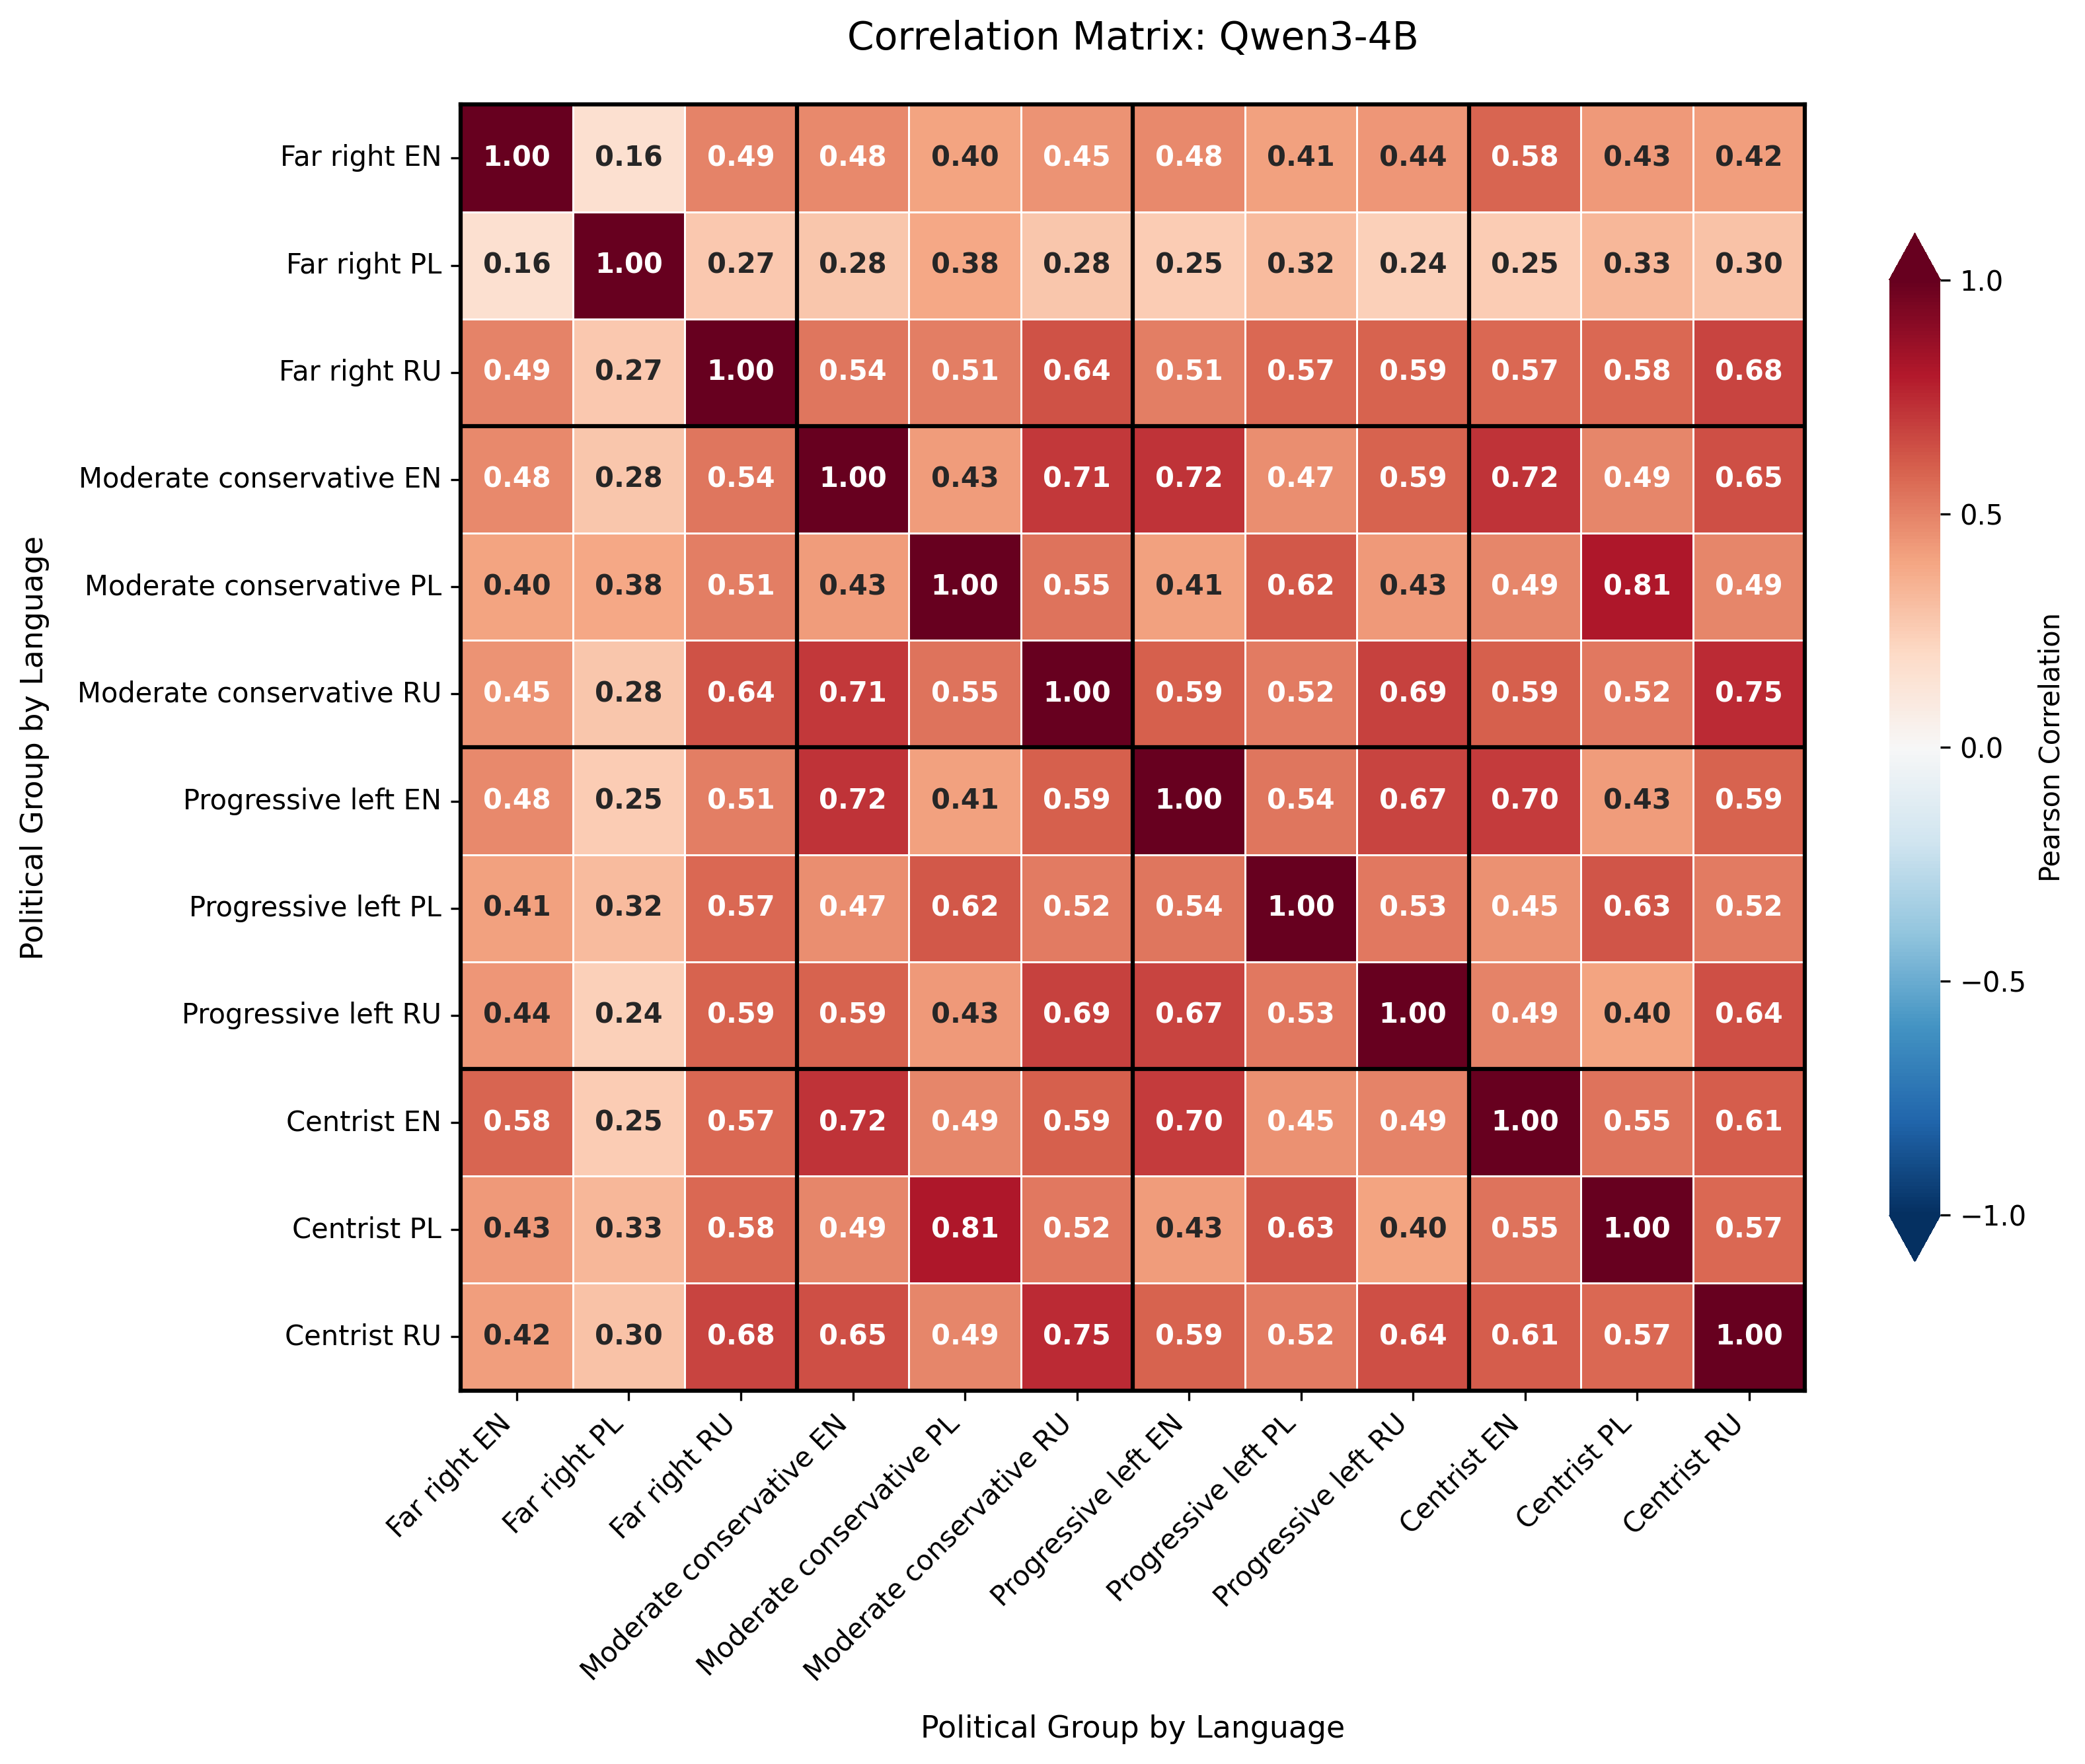 Correlation Matrix: Qwen3-4B
Far right EN 1.00 0.16 0.49 0.48 0.40 0.45 0.48 0.41 0.44 0.58 0.43 0.42
Far right PL 0.16 1.00 0.27 0.28 0.38 0.28 0.25 0.32 0.24 0.25 0.33 0.30
Far right RU 0.49 0.27 1.00 0.54 0.51 0.64 0.51 0.57 0.59 0.57 0.58 0.68
Moderate conservative EN 0.48 0.28 0.54 1.00 0.43 0.71 0.72 0.47 0.59 0.72 0.49 0.65
Moderate conservative PL 0.40 0.38 0.51 0.43 1.00 0.55 0.41 0.62 0.43 0.49 0.81 0.49
Moderate conservative RU 0.45 0.28 0.64 0.71 0.55 1.00 0.59 0.52 0.69 0.59 0.52 0.75
Progressive left EN 0.48 0.25 0.51 0.72 0.41 0.59 1.00 0.54 0.67 0.70 0.43 0.59
Progressive left PL 0.41 0.32 0.57 0.47 0.62 0.52 0.54 1.00 0.53 0.45 0.63 0.52
Progressive left RU 0.44 0.24 0.59 0.59 0.43 0.69 0.67 0.53 1.00 0.49 0.40 0.64
Centrist EN 0.58 0.25 0.57 0.72 0.49 0.59 0.70 0.45 0.49 1.00 0.55 0.61
Centrist PL 0.43 0.33 0.58 0.49 0.81 0.52 0.43 0.63 0.40 0.55 1.00 0.57
Centrist RU 0.42 0.30 0.68 0.65 0.49 0.75 0.59 0.52 0.64 0.61 0.57 1.00
Political Group by Language
Far right EN
Far right PL
Far right RU
Moderate conservative EN
Moderate conservative PL
Moderate conservative RU
Progressive left EN
Progressive left PL
Progressive left RU
Centrist EN
Centrist PL
Centrist RU
Political Group by Language
1.0
0.5
0.0
−0.5
−1.0
Pearson Correlation